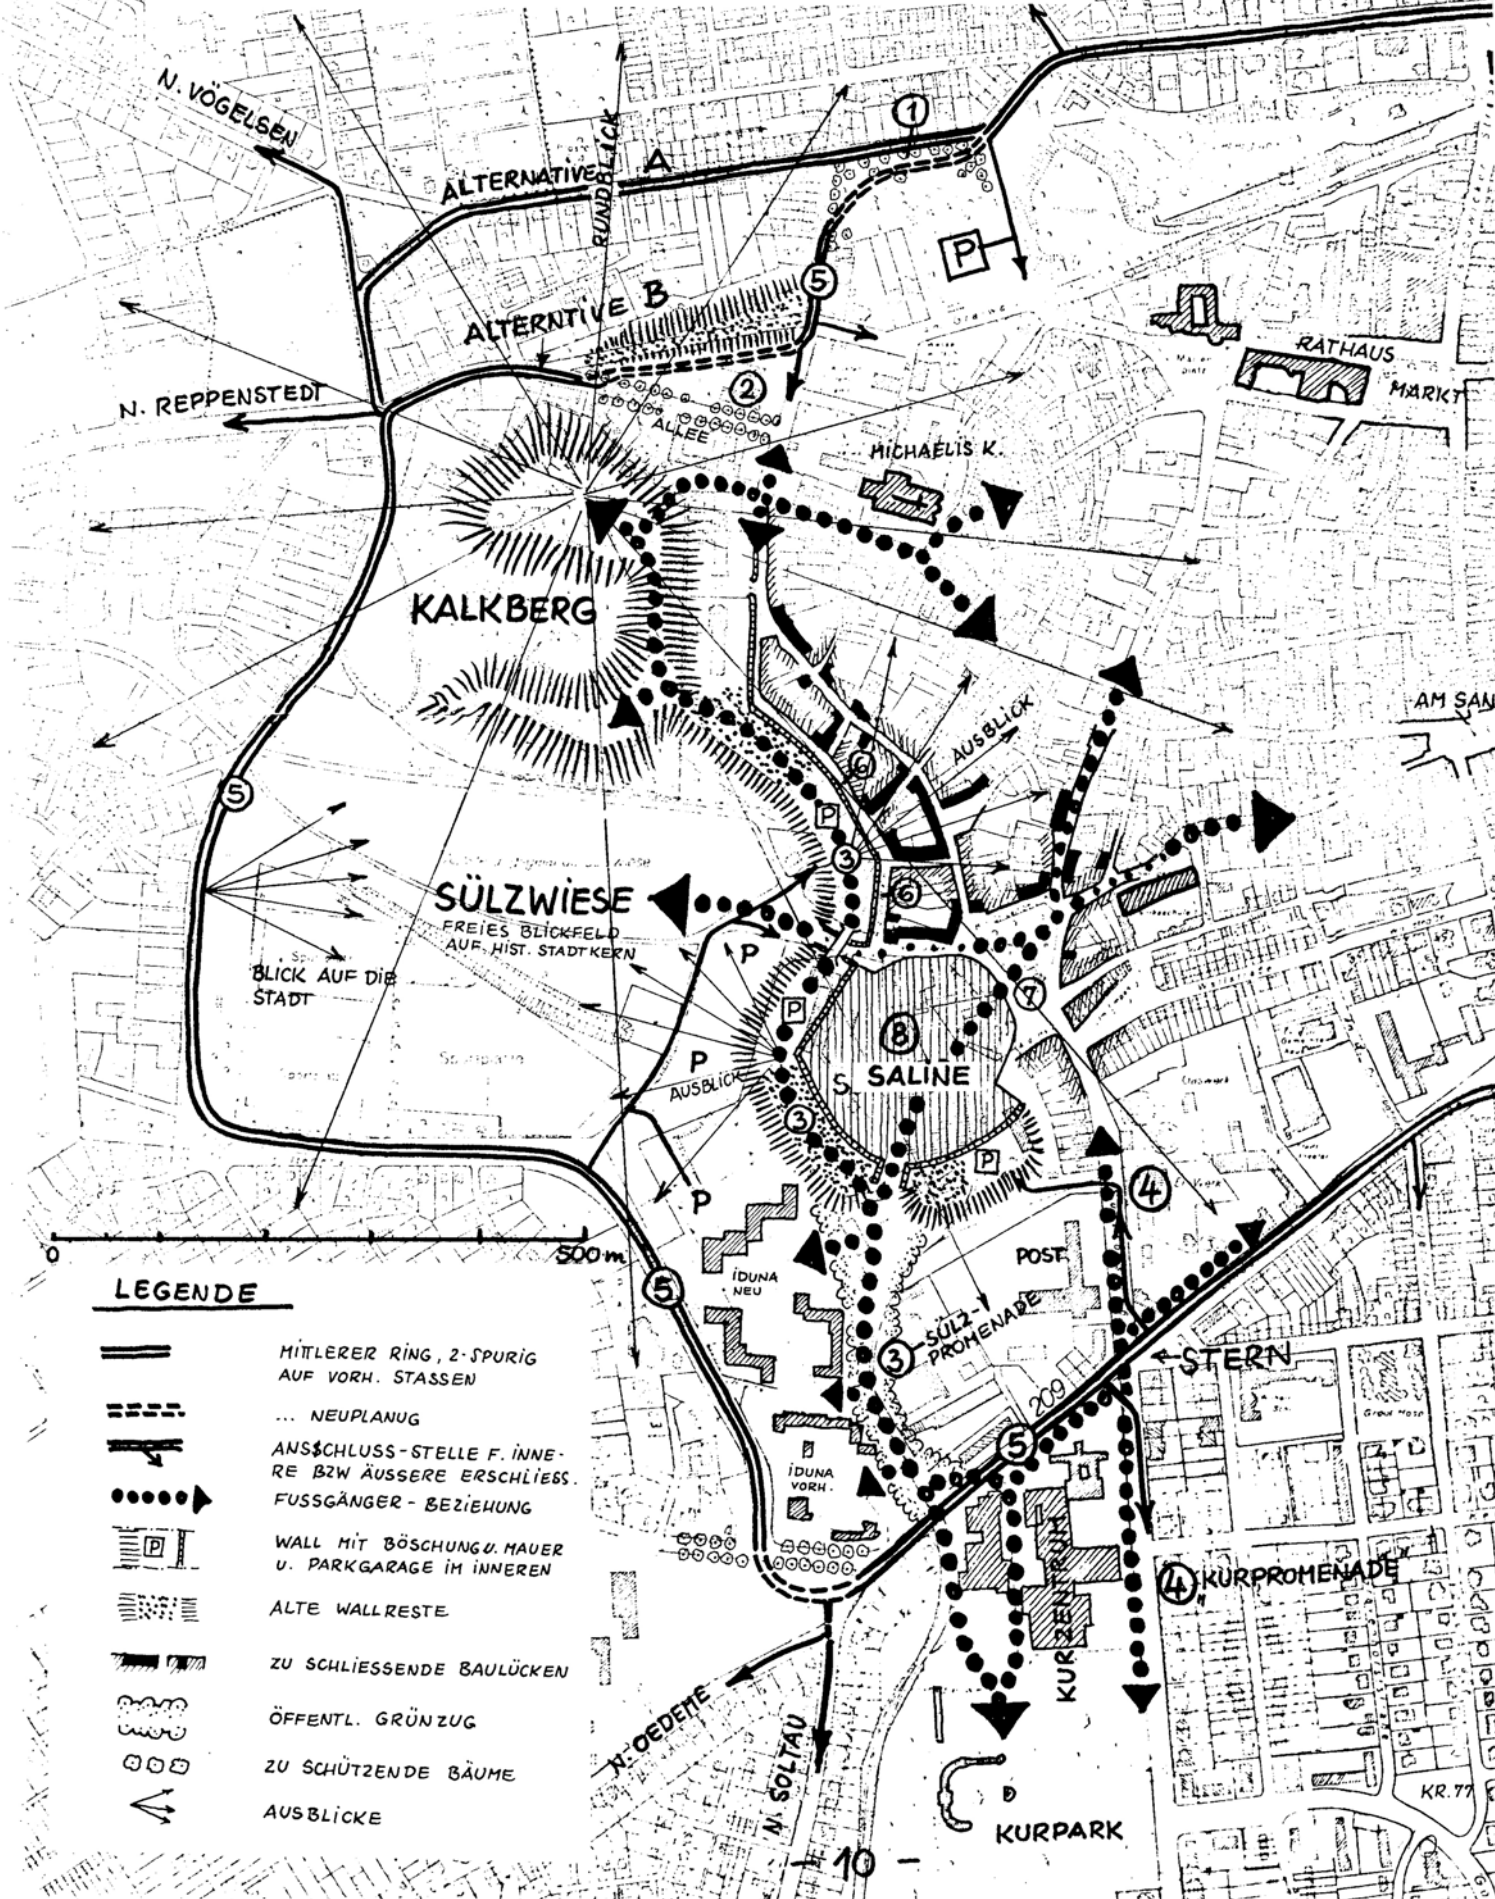 N. VÖGELSEN
ALTERNATIVE A
RUNDBLICK
1
P
5
ALTERNTIVE B
RATHAUS
MARKT
N. REPPENSTEDT
2
ALLEE
MICHAELIS K.
KALKBERG
AM SAN
AUSBLICK
6
5
P
3
SÜLZWIESE
FREIES BLICKFELD
AUF HIST. STADTKERN
6
P
BLICK AUF DIE
STADT
P
7
8
S.
SALINE
P
AUSBLICK
3
P
4
P
0
500 m
POST
IDUNA
NEU
5
SÜLZ-
PROMENADE
3
STERN
209
5
IDUNA
VORH.
KURZENTRUM
4 „KURPROMENADE"
N. OEDEME
N. SOLTAU
KR. 77
KURPARK
LEGENDE
MITTLERER RING, 2-SPURIG
AUF VORH. STASSEN
... NEUPLANUG
ANSSCHLUSS-STELLE F. INNE-
RE BZW ÄUSSERE ERSCHLIESS.
FUSSGÄNGER - BEZIEHUNG
P
WALL MIT BÖSCHUNG U. MAUER
U. PARKGARAGE IM INNEREN
ALTE WALLRESTE
ZU SCHLIESSENDE BAULÜCKEN
ÖFFENTL. GRÜNZUG
ZU SCHÜTZENDE BÄUME
AUSBLICKE
- 10 -